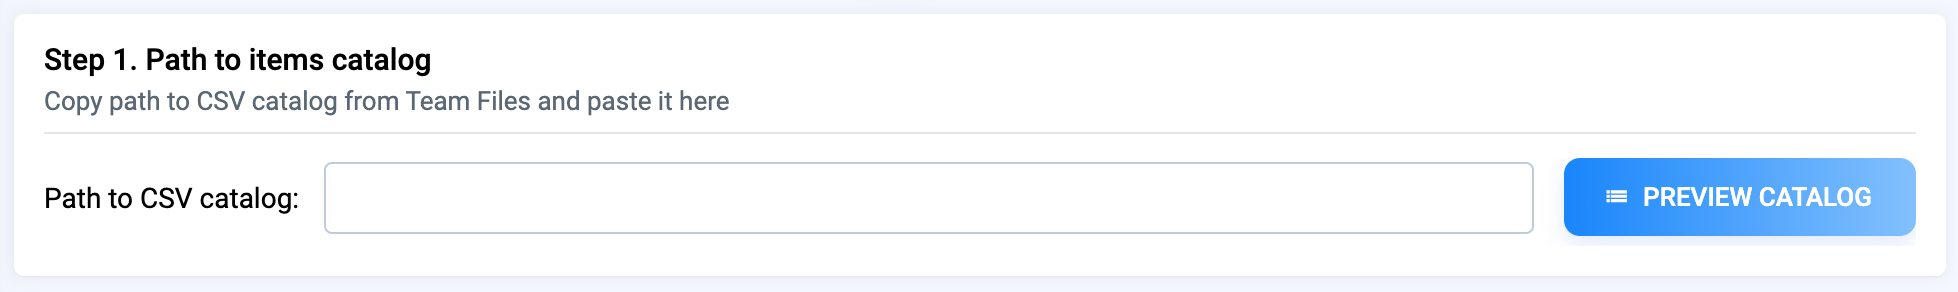 Step 1. Path to items catalog
Copy path to CSV catalog from Team Files and paste it here
Path to CSV catalog:
PREVIEW CATALOG